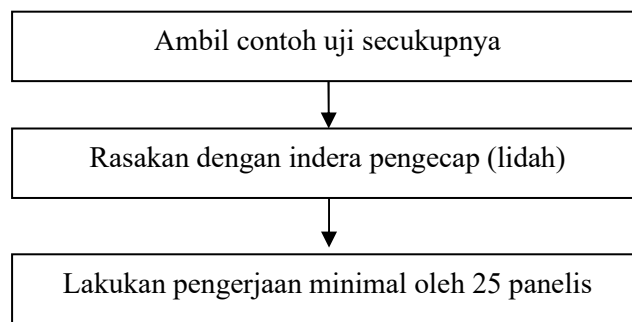 Ambil contoh uji secukupnya
Rasakan dengan indera pengecap (lidah)
Lakukan pengerjaan minimal oleh 25 panelis